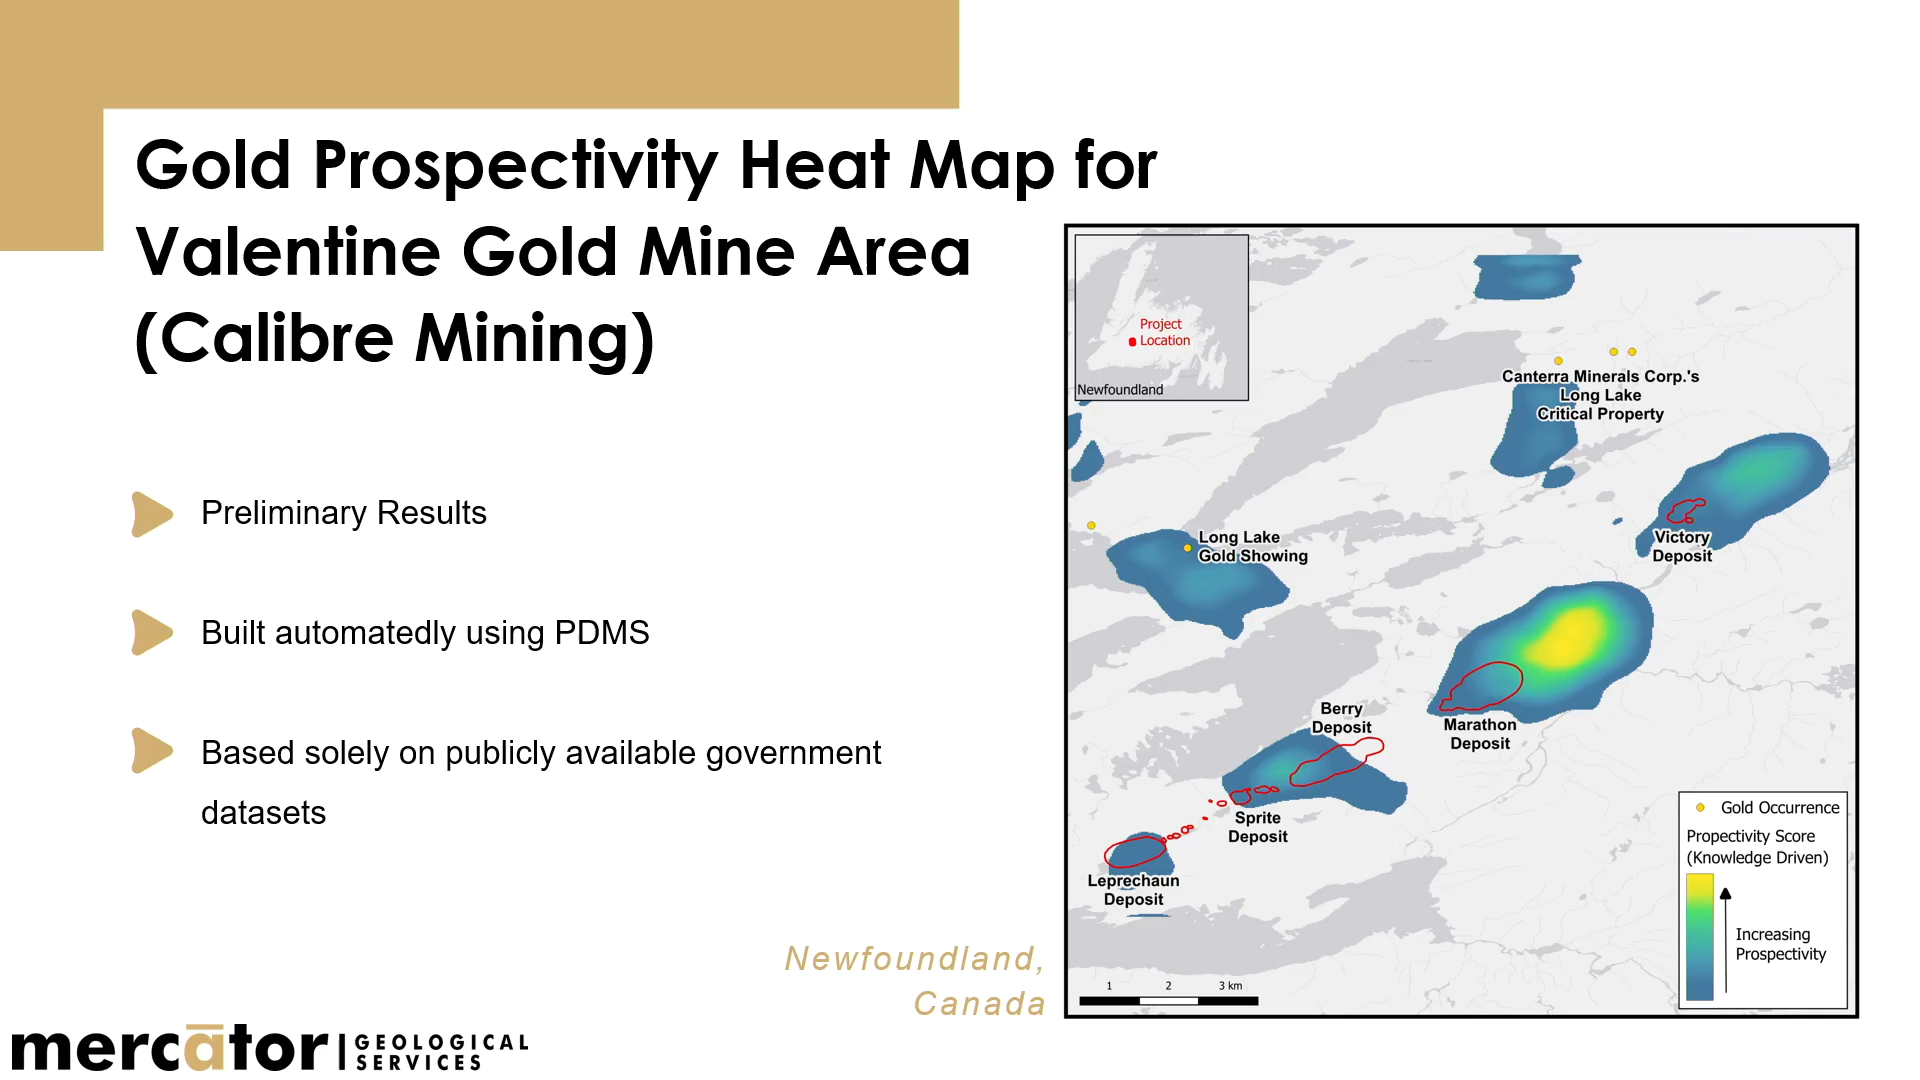 Gold Prospectivity Heat Map for
Valentine Gold Mine Area
(Calibre Mining)
Preliminary Results
Built automatedly using PDMS
Based solely on publicly available government
datasets
Newfoundland,
Canada
Project
Location
Newfoundland
Canterra Minerals Corp.'s
Long Lake
Critical Property
Long Lake
Gold Showing
Victory
Deposit
Marathon
Deposit
Berry
Deposit
Sprite
Deposit
Leprechaun
Deposit
1 2 3 km
Gold Occurrence
Propectivity Score
(Knowledge Driven)
Increasing
Prospectivity
mercator GEOLOGICAL
SERVICES